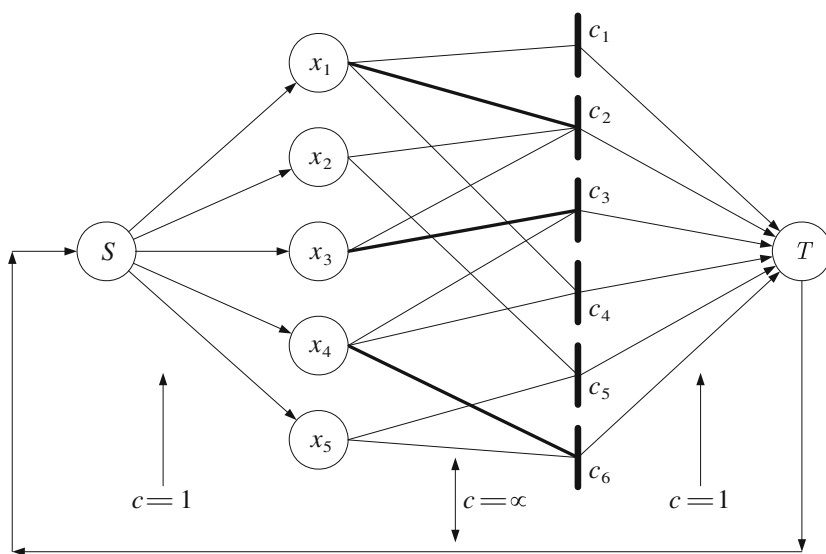 x1
x2
x3
x4
x5
S
T
c1
c2
c3
c4
c5
c6
c = 1
c = ∝
c = 1